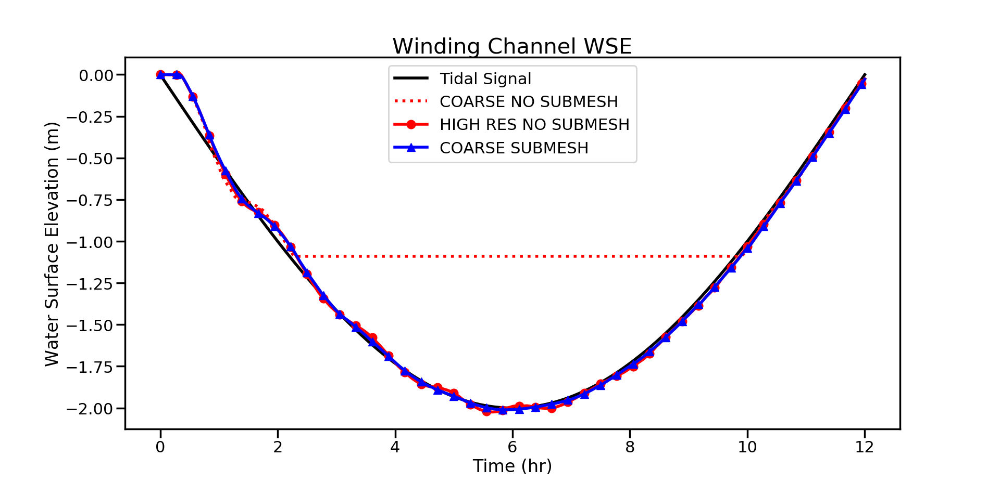 Winding Channel WSE
Tidal Signal
COARSE NO SUBMESH
HIGH RES NO SUBMESH
COARSE SUBMESH
Water Surface Elevation (m)
0.00
−0.25
−0.50
−0.75
−1.00
−1.25
−1.50
−1.75
−2.00
0 2 4 6 8 10 12
Time (hr)